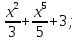 x²/3 + x⁵/5 + 3 ;